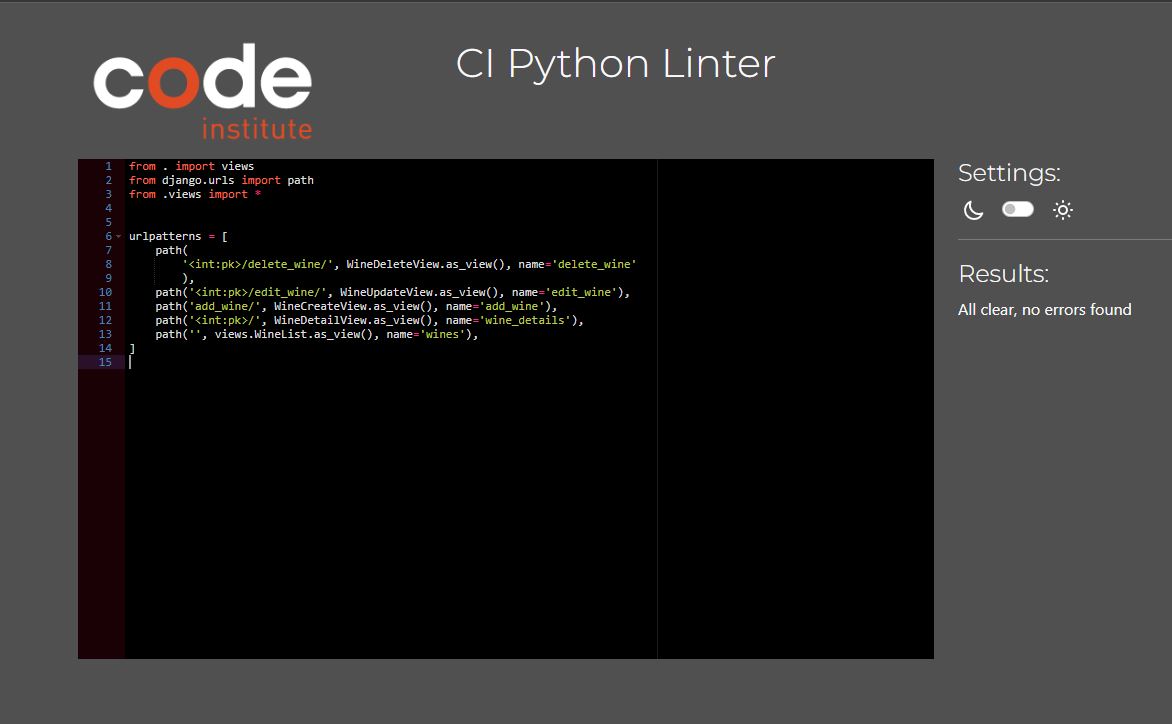 code
institute
CI Python Linter
1 from . import views
2 from django.urls import path
3 from .views import *
4
5
6 urlpatterns = [
7     path(
8         '<int:pk>/delete_wine/', WineDeleteView.as_view(), name='delete_wine'
9         ),
10     path('<int:pk>/edit_wine/', WineUpdateView.as_view(), name='edit_wine'),
11     path('add_wine/', WineCreateView.as_view(), name='add_wine'),
12     path('<int:pk>/', WineDetailView.as_view(), name='wine_details'),
13     path('', views.WineList.as_view(), name='wines'),
14 ]
15
Settings:
Results:
All clear, no errors found